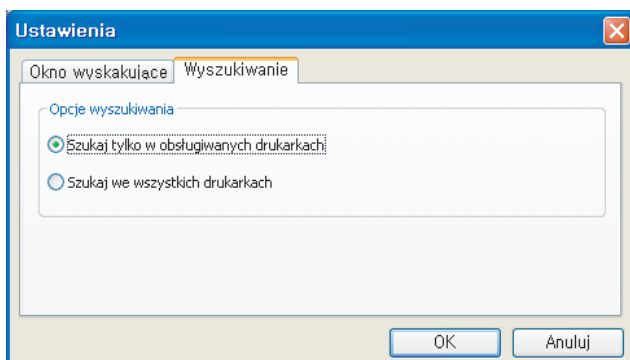 Ustawienia
Okno wyskakujące Wyszukiwanie
Opcje wyszukiwania
Szukaj tylko w obsługiwanych drukarkach
Szukaj we wszystkich drukarkach
OK Anuluj